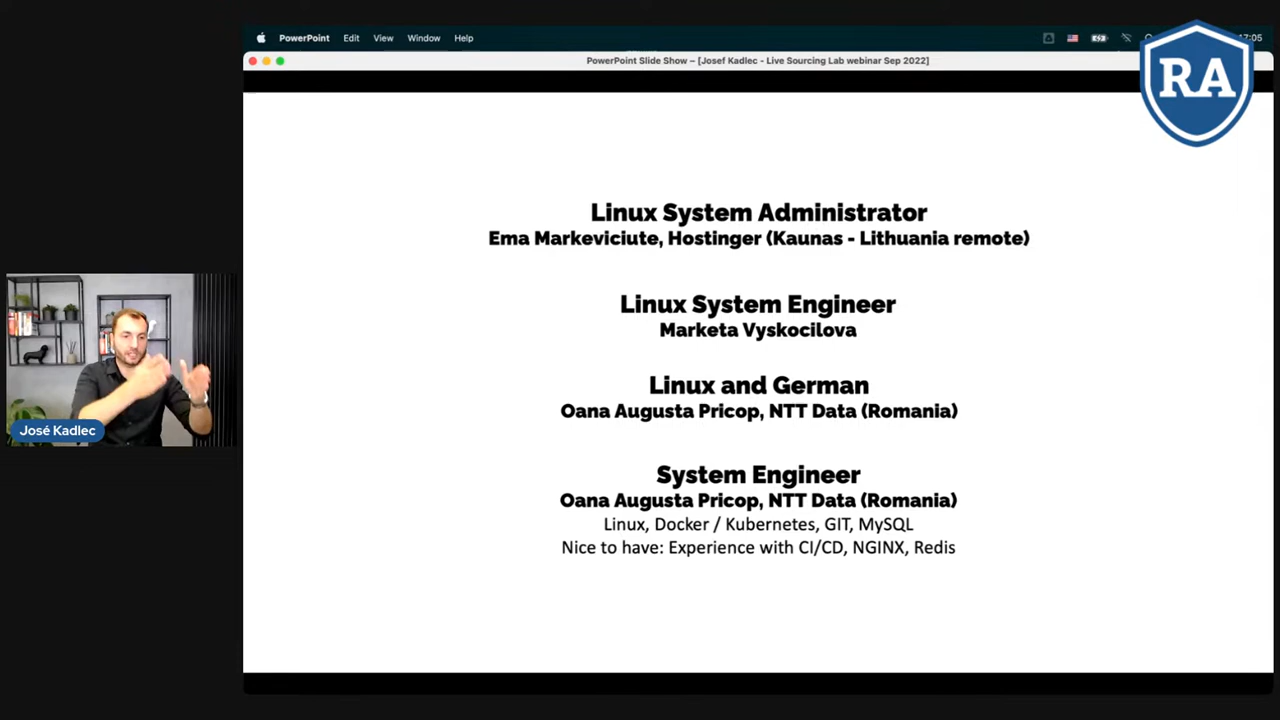 PowerPoint Edit View Window Help
17:05
PowerPoint Slide Show – [Josef Kadlec - Live Sourcing Lab webinar Sep 2022]
RA
Linux System Administrator
Ema Markeviciute, Hostinger (Kaunas - Lithuania remote)
Linux System Engineer
Marketa Vyskocilova
Linux and German
Oana Augusta Pricop, NTT Data (Romania)
José Kadlec
System Engineer
Oana Augusta Pricop, NTT Data (Romania)
Linux, Docker / Kubernetes, GIT, MySQL
Nice to have: Experience with CI/CD, NGINX, Redis